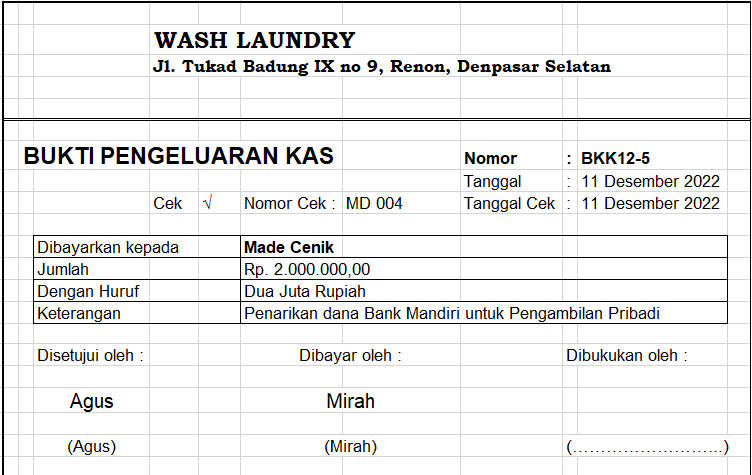 WASH LAUNDRY
Jl. Tukad Badung IX no 9, Renon, Denpasar Selatan
BUKTI PENGELUARAN KAS
Nomor : BKK12-5
Tanggal : 11 Desember 2022
Cek √ Nomor Cek : MD 004 Tanggal Cek : 11 Desember 2022
Dibayarkan kepada Made Cenik
Jumlah Rp. 2.000.000,00
Dengan Huruf Dua Juta Rupiah
Keterangan Penarikan dana Bank Mandiri untuk Pengambilan Pribadi
Disetujui oleh : Dibayar oleh : Dibukukan oleh :
Agus Mirah
(Agus) (Mirah) (……………………..)